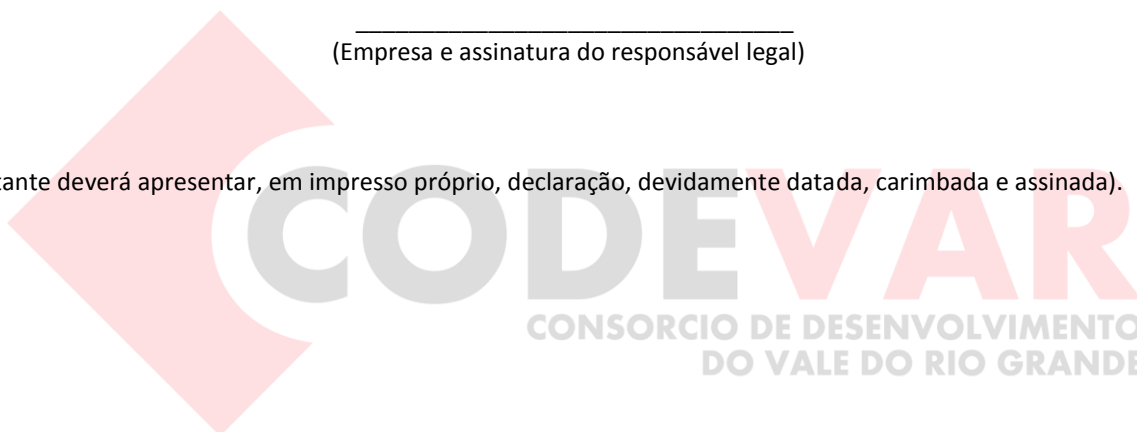 __________________________________
(Empresa e assinatura do responsável legal)
tante deverá apresentar, em impresso próprio, declaração, devidamente datada, carimbada e assinada).
CODEVAR
CONSORCIO DE DESENVOLVIMENTO
DO VALE DO RIO GRANDE